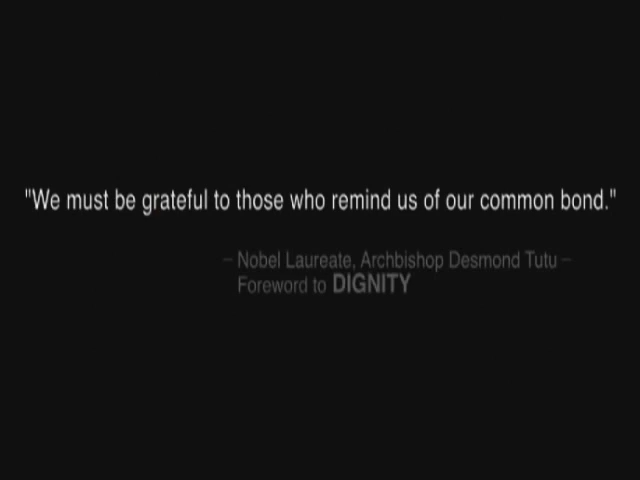 "We must be grateful to those who remind us of our common bond."
– Nobel Laureate, Archbishop Desmond Tutu –
Foreword to DIGNITY